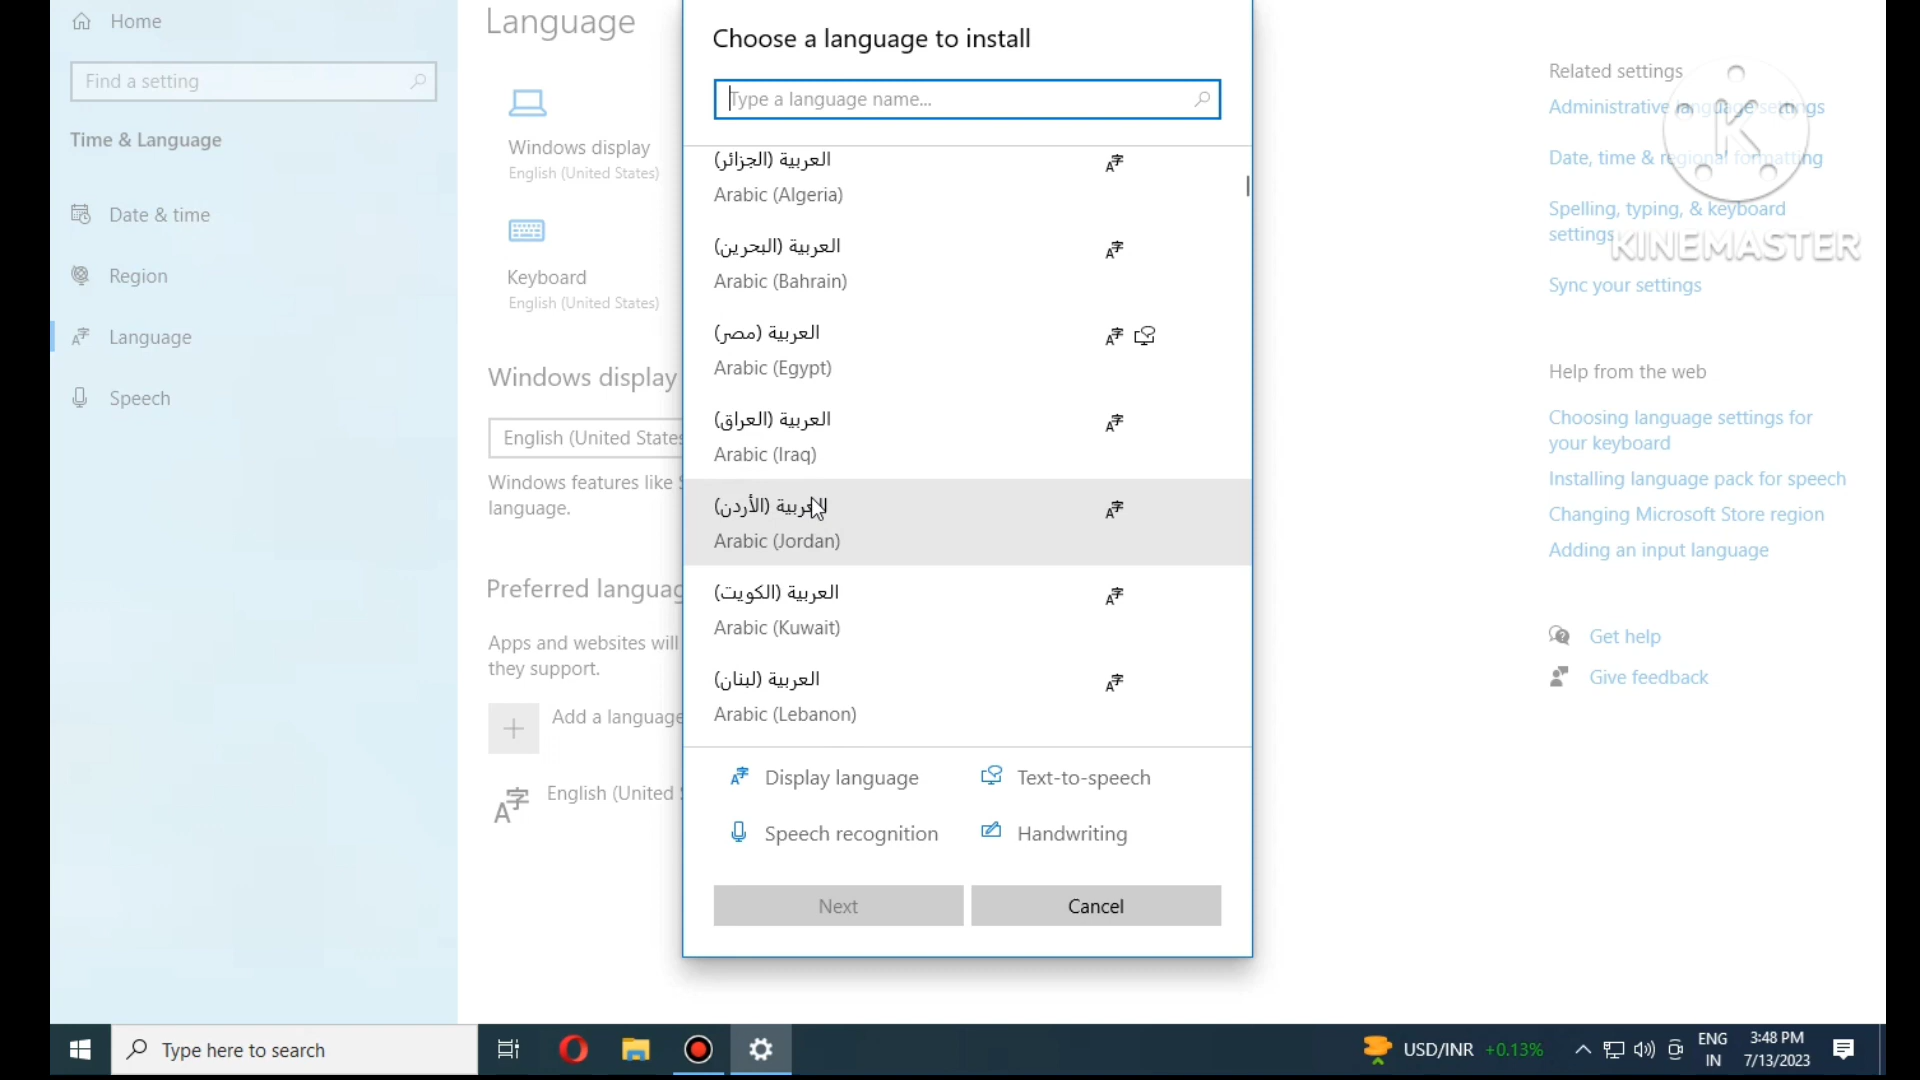 Home
Find a setting
Time & Language
Date & time
Region
Language
Speech
Language
Windows display
English (United States)
Keyboard
English (United States)
Windows display
English (United States
Windows features like S
language.
Preferred languag
Apps and websites will
they support.
Add a language
English (United S
Choose a language to install
Type a language name...
العربية (الجزائر)
Arabic (Algeria)
العربية (البحرين)
Arabic (Bahrain)
العربية (مصر)
Arabic (Egypt)
العربية (العراق)
Arabic (Iraq)
العربية (الأردن)
Arabic (Jordan)
العربية (الكويت)
Arabic (Kuwait)
العربية (لبنان)
Arabic (Lebanon)
Display language
Text-to-speech
Speech recognition
Handwriting
Next
Cancel
Related settings
Administrative language settings
Date, time & regional formatting
Spelling, typing, & keyboard
settings
K
KINEMASTER
Sync your settings
Help from the web
Choosing language settings for
your keyboard
Installing language pack for speech
Changing Microsoft Store region
Adding an input language
Get help
Give feedback
Type here to search
USD/INR +0.13%
ENG
IN
3:48 PM
7/13/2023